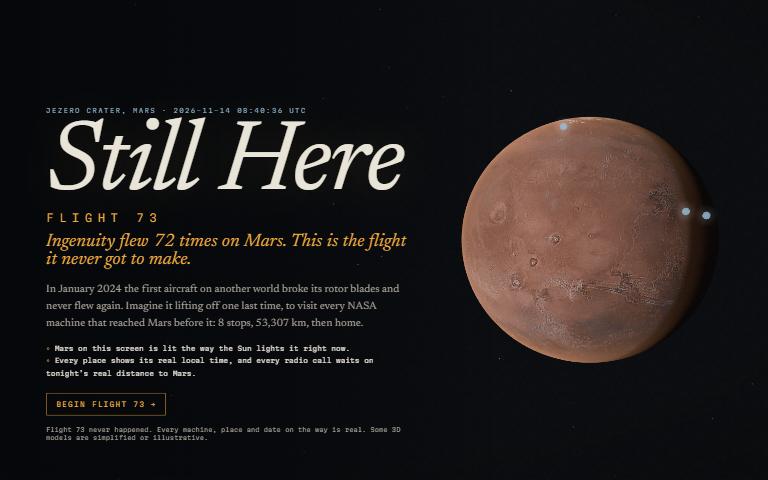 JEZERO CRATER, MARS · 2026-11-14 08:40:36 UTC
Still Here
FLIGHT 73
Ingenuity flew 72 times on Mars. This is the flight
it never got to make.
In January 2024 the first aircraft on another world broke its rotor blades and
never flew again. Imagine it lifting off one last time, to visit every NASA
machine that reached Mars before it: 8 stops, 53,307 km, then home.
◦ Mars on this screen is lit the way the Sun lights it right now.
◦ Every place shows its real local time, and every radio call waits on
tonight's real distance to Mars.
BEGIN FLIGHT 73 →
Flight 73 never happened. Every machine, place and date on the way is real. Some 3D
models are simplified or illustrative.